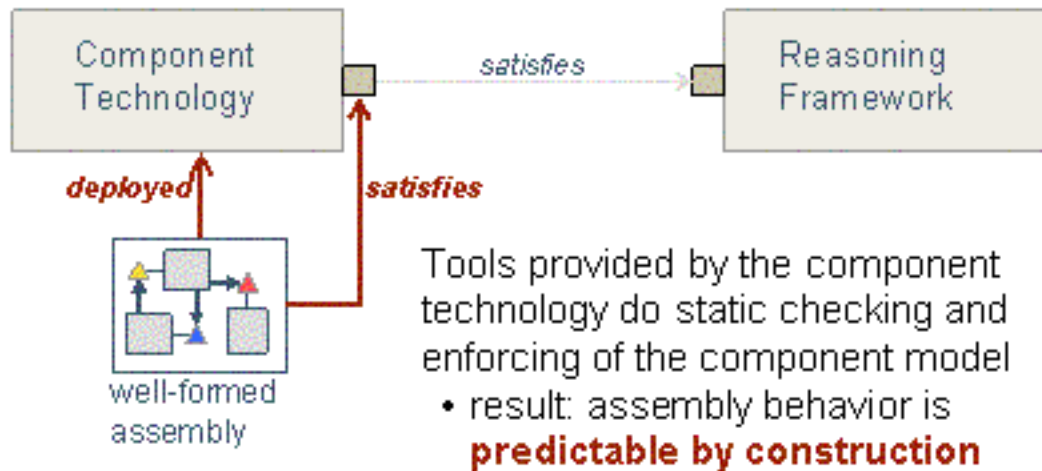 Component
Technology
satisfies
Reasoning
Framework
deployed
satisfies
well-formed
assembly
Tools provided by the component
technology do static checking and
enforcing of the component model
• result: assembly behavior is
predictable by construction